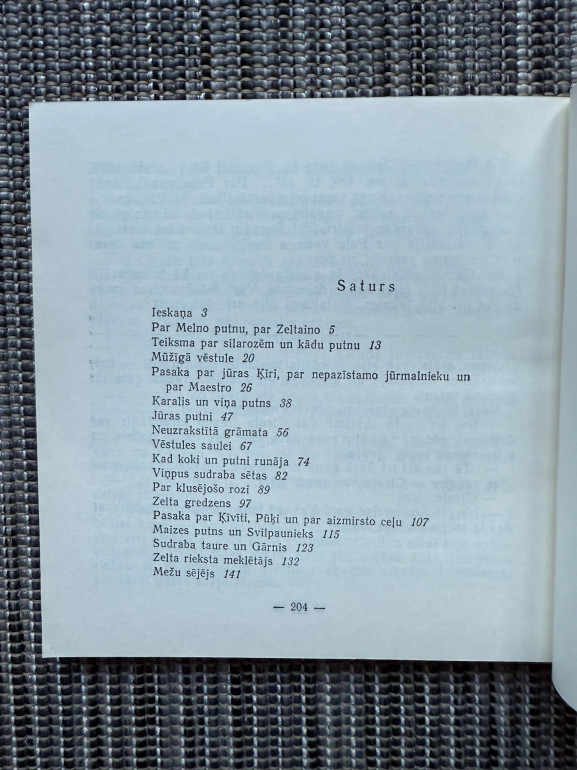 Saturs
Ieskaņa 3
Par Melno putnu, par Zeltaino 5
Teiksma par silarozēm un kādu putnu 13
Mūžīgā vēstule 20
Pasaka par jūras Ķīri, par nepazīstamo jūrmalnieku un
par Maestro 26
Karalis un viņa putns 38
Jūras putni 47
Neuzrakstītā grāmata 56
Vēstules saulei 67
Kad koki un putni runāja 74
Viņpus sudraba sētas 82
Par klusējošo rozi 89
Zelta gredzens 97
Pasaka par Ķīvīti, Pūķi un par aizmirsto ceļu 107
Maizes putns un Svilpaunieks 115
Sudraba taure un Gārnis 123
Zelta rieksta meklētājs 132
Mežu sējējs 141
— 204 —